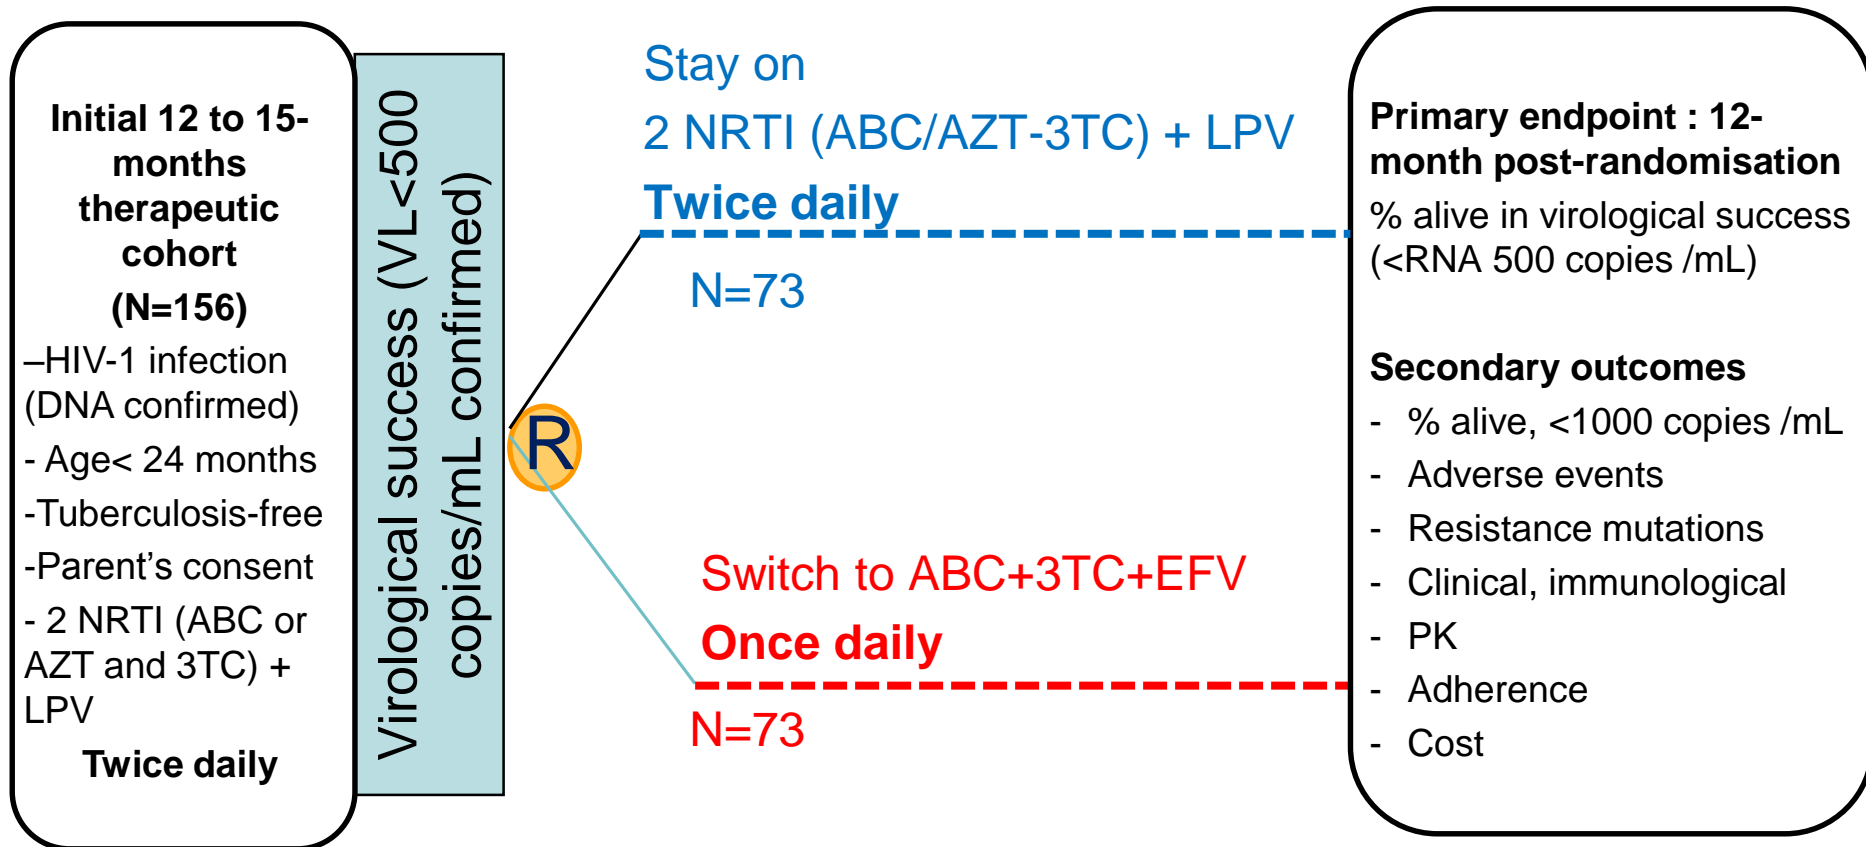 Initial 12 to 15-
months
therapeutic
cohort
(N=156)
–HIV-1 infection
(DNA confirmed)
- Age< 24 months
-Tuberculosis-free
-Parent’s consent
- 2 NRTI (ABC or
AZT and 3TC) +
LPV
Twice daily
Virological success (VL<500
copies/mL confirmed)
R
Stay on
2 NRTI (ABC/AZT-3TC) + LPV
Twice daily
N=73
Switch to ABC+3TC+EFV
Once daily
N=73
Primary endpoint : 12-
month post-randomisation
% alive in virological success
(<RNA 500 copies /mL)
Secondary outcomes
- % alive, <1000 copies /mL
- Adverse events
- Resistance mutations
- Clinical, immunological
- PK
- Adherence
- Cost